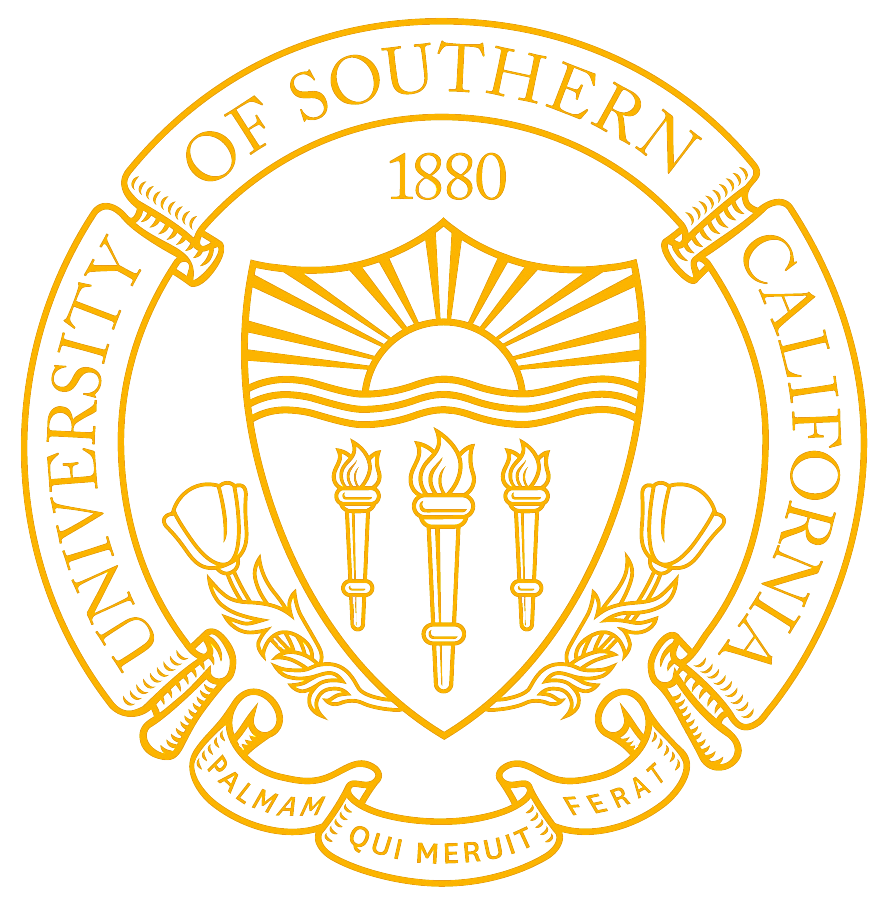 UNIVERSITY
OF SOUTHERN
CALIFORNIA
1880
PALMAM
QUI MERUIT
FERAT